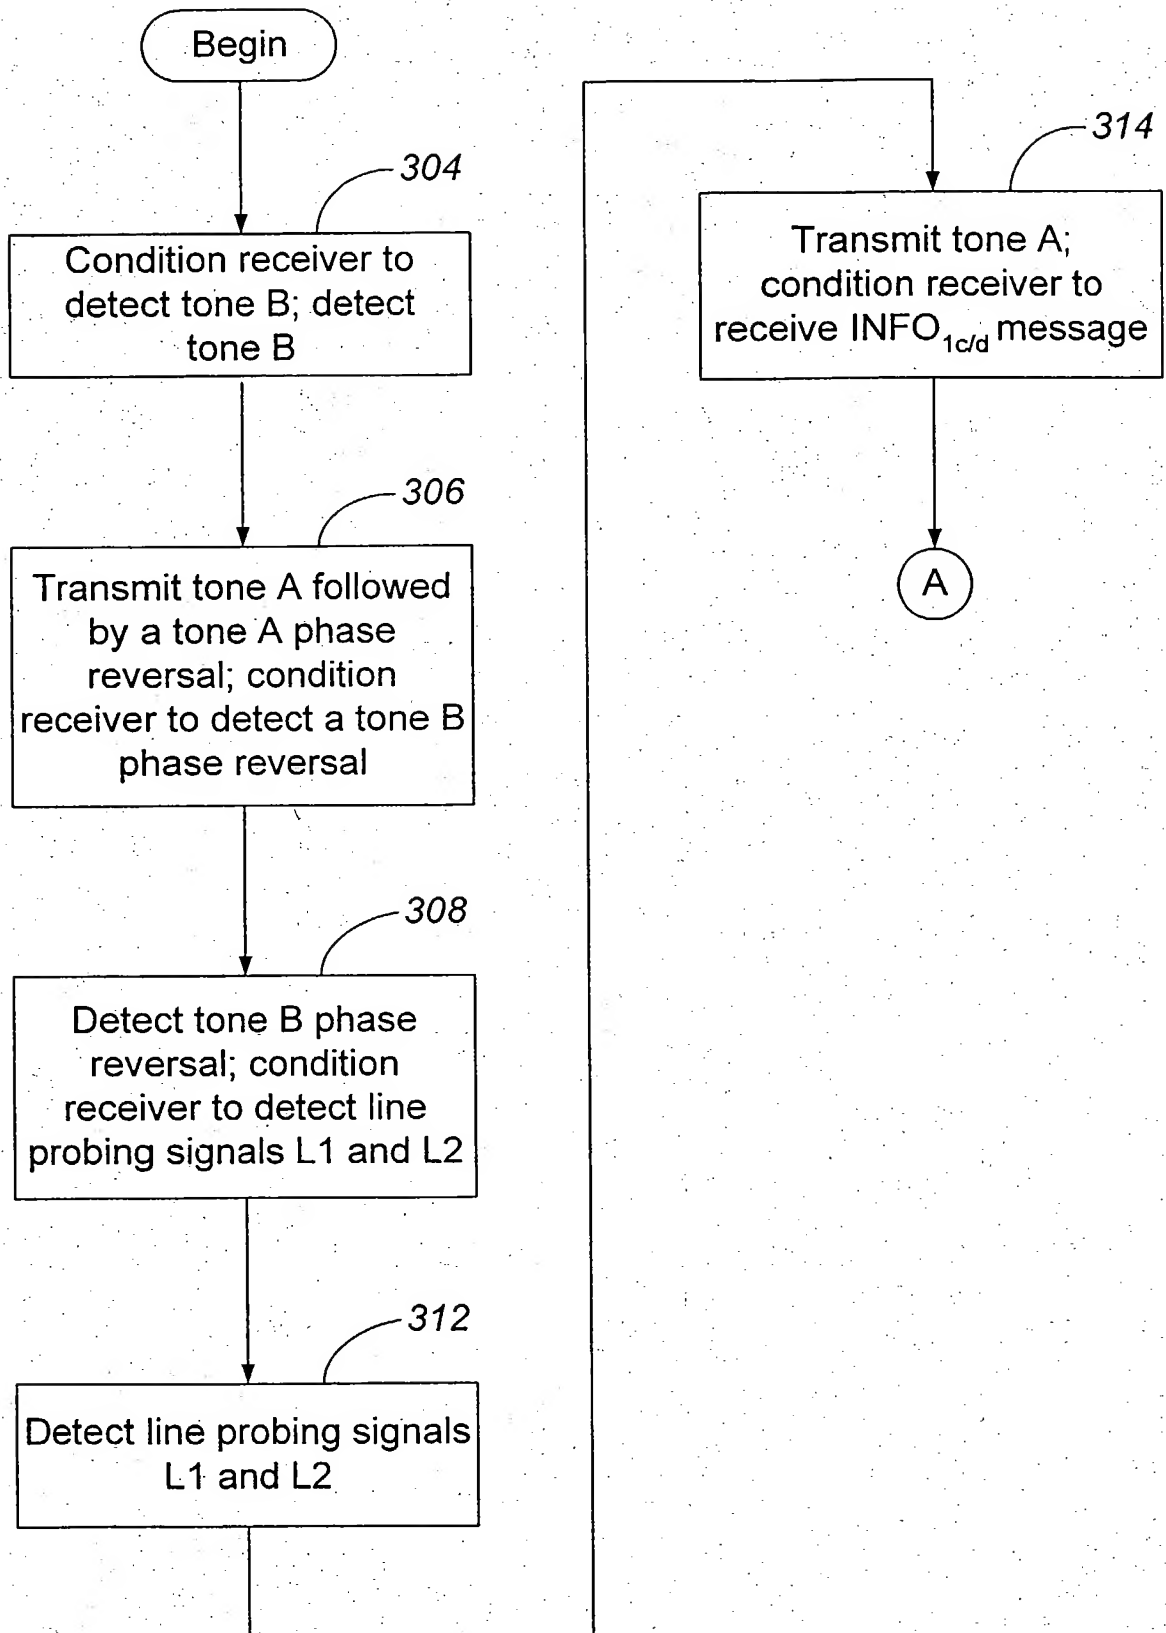 Begin
304
Condition receiver to
detect tone B; detect
tone B
306
Transmit tone A followed
by a tone A phase
reversal; condition
receiver to detect a tone B
phase reversal
308
Detect tone B phase
reversal; condition
receiver to detect line
probing signals L1 and L2
312
Detect line probing signals
L1 and L2
314
Transmit tone A;
condition receiver to
receive INFO1c/d message
A